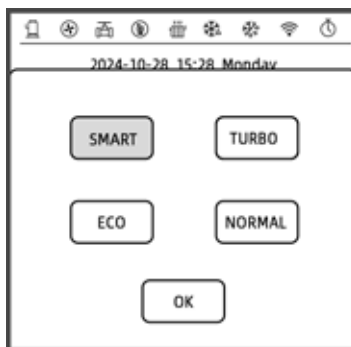 2024-10-28 15:28 Monday
SMART TURBO
ECO NORMAL
OK